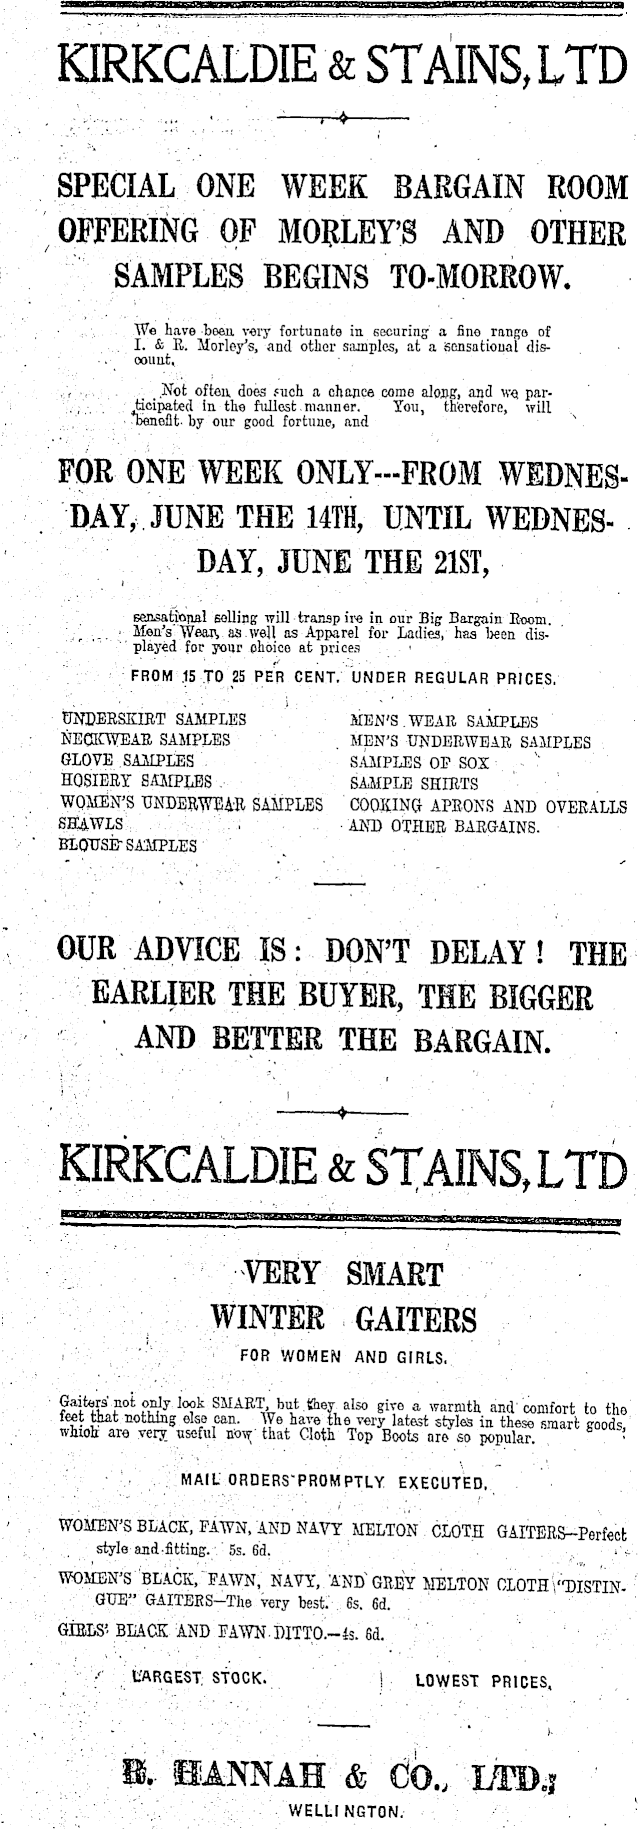 KIRKCALDIE & STAINS, LTD
SPECIAL ONE WEEK BARGAIN ROOM
OFFERING OF MORLEY'S AND OTHER
SAMPLES BEGINS TO-MORROW.
We have been very fortunate in securing a fine range of
I. & R. Morley's, and other samples, at a sensational dis-
count.
Not often does such a chance come along, and we par-
ticipated in the fullest manner. You, therefore, will
benefit by our good fortune, and
FOR ONE WEEK ONLY---FROM WEDNES-
DAY, JUNE THE 14TH, UNTIL WEDNES-
DAY, JUNE THE 21ST,
sensational selling will transpire in our Big Bargain Room.
Men's Wear, as well as Apparel for Ladies, has been dis-
played for your choice at prices
FROM 15 TO 25 PER CENT. UNDER REGULAR PRICES.
UNDERSKIRT SAMPLES
NECKWEAR SAMPLES
GLOVE SAMPLES
HOSIERY SAMPLES
WOMEN'S UNDERWEAR SAMPLES
SHAWLS
BLOUSE SAMPLES
MEN'S WEAR SAMPLES
MEN'S UNDERWEAR SAMPLES
SAMPLES OF SOX
SAMPLE SHIRTS
COOKING APRONS AND OVERALLS
AND OTHER BARGAINS.
OUR ADVICE IS: DON'T DELAY! THE
EARLIER THE BUYER, THE BIGGER
AND BETTER THE BARGAIN.
KIRKCALDIE & STAINS, LTD
VERY SMART
WINTER GAITERS
FOR WOMEN AND GIRLS.
Gaiters not only look SMART, but they also give a warmth and comfort to the
feet that nothing else can. We have the very latest styles in these smart goods,
which are very useful now that Cloth Top Boots are so popular.
MAIL ORDERS PROMPTLY EXECUTED.
WOMEN'S BLACK, FAWN, AND NAVY MELTON CLOTH GAITERS—Perfect
style and fitting. 5s. 6d.
WOMEN'S BLACK, FAWN, NAVY, AND GREY MELTON CLOTH "DISTIN-
GUE" GAITERS—The very best. 6s. 6d.
GIRLS' BLACK AND FAWN DITTO.—4s. 6d.
LARGEST STOCK. LOWEST PRICES.
R. HANNAH & CO., LTD.,
WELLINGTON.